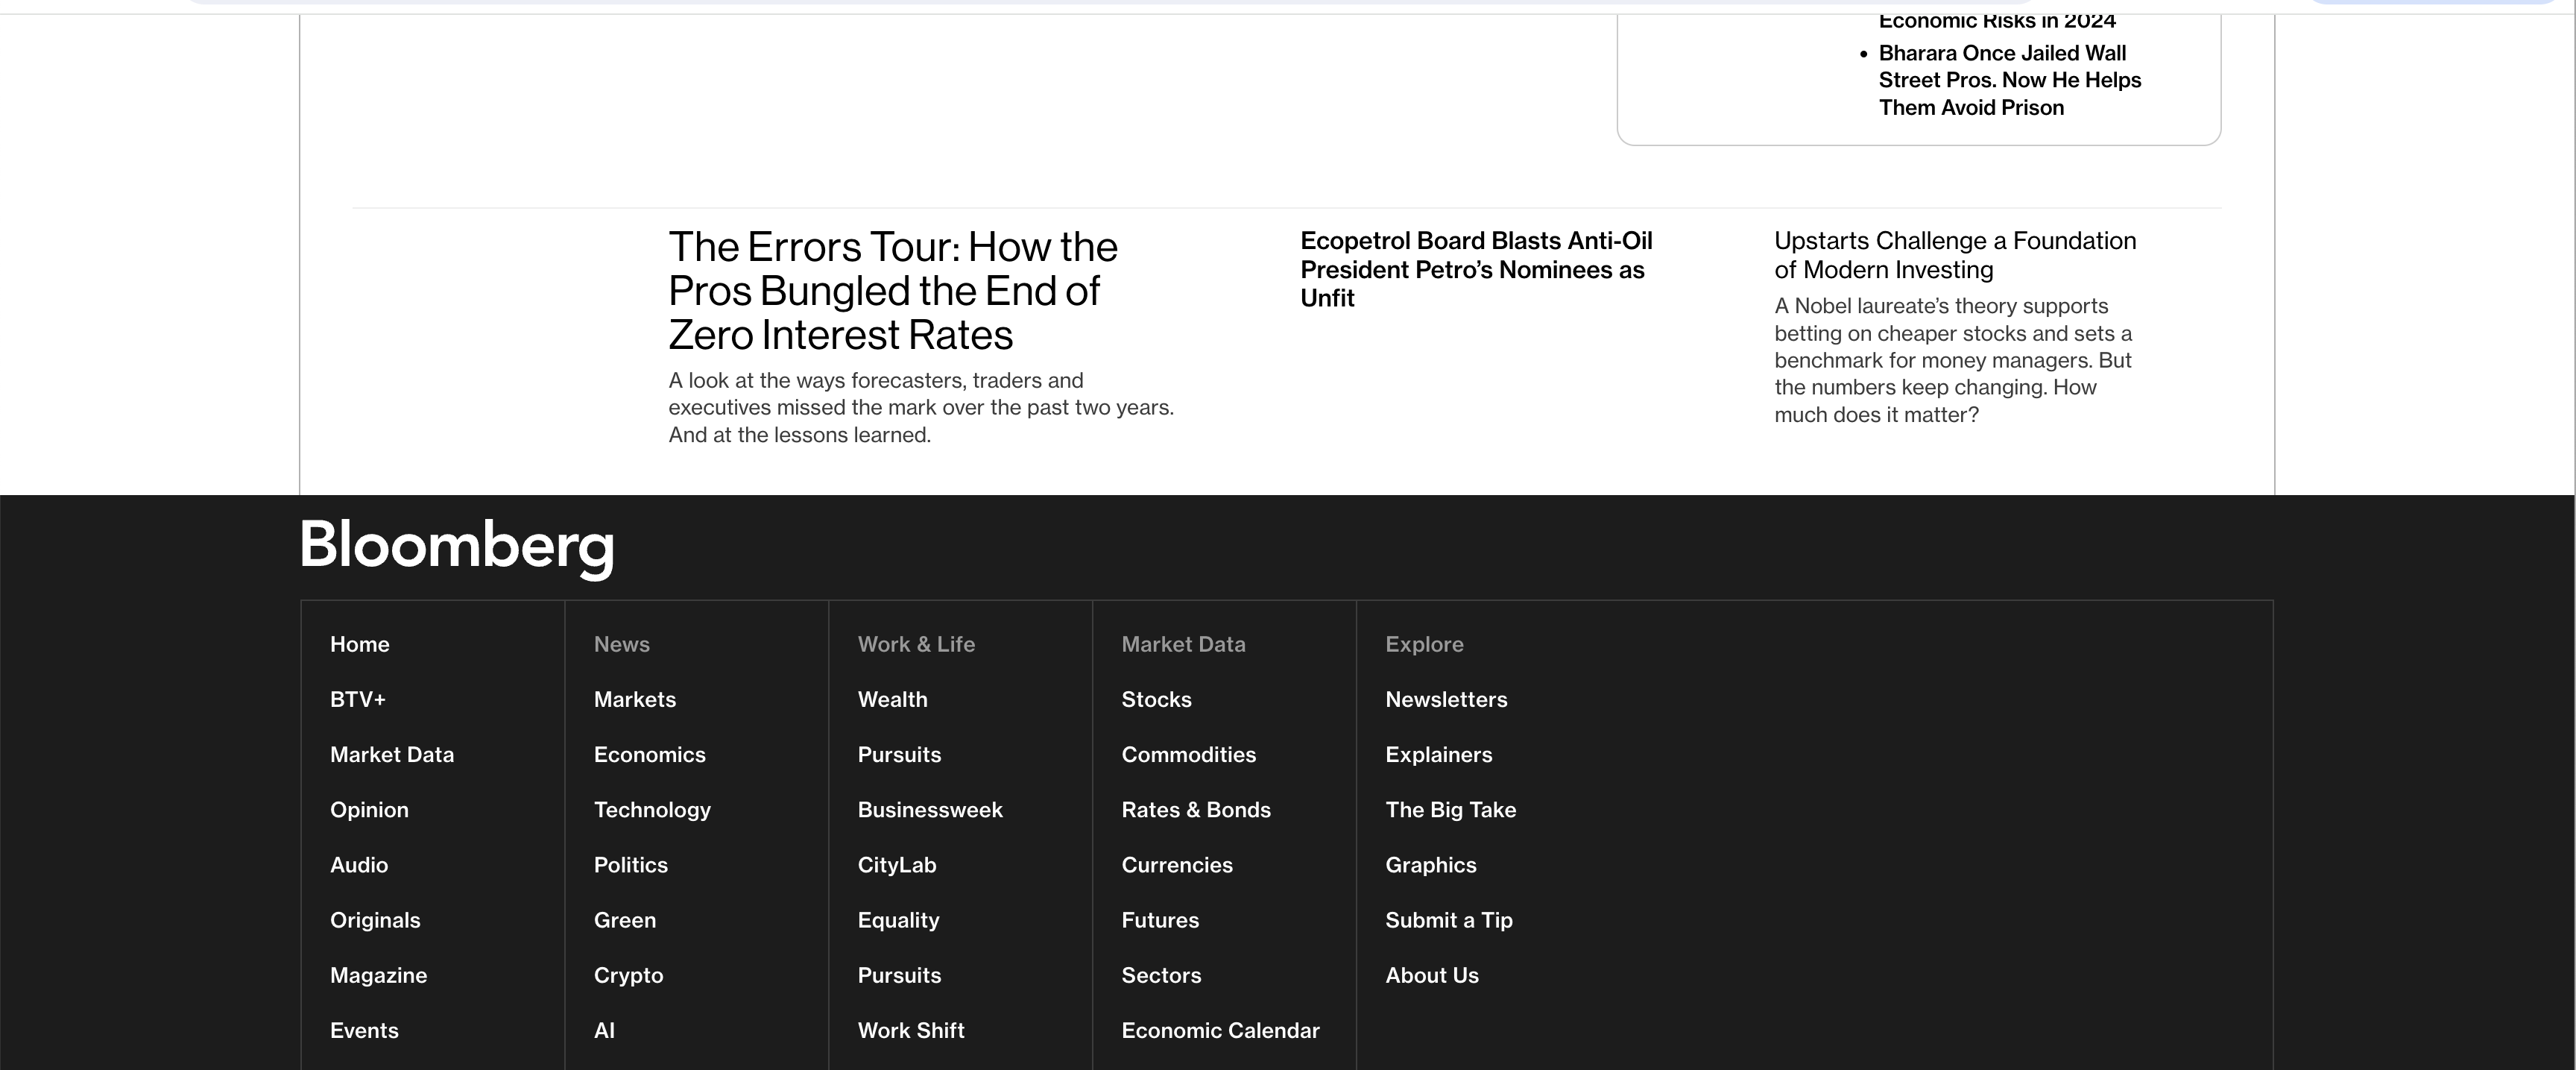 Economic Risks in 2024
• Bharara Once Jailed Wall
Street Pros. Now He Helps
Them Avoid Prison
The Errors Tour: How the
Pros Bungled the End of
Zero Interest Rates
A look at the ways forecasters, traders and
executives missed the mark over the past two years.
And at the lessons learned.
Ecopetrol Board Blasts Anti-Oil
President Petro’s Nominees as
Unfit
Upstarts Challenge a Foundation
of Modern Investing
A Nobel laureate’s theory supports
betting on cheaper stocks and sets a
benchmark for money managers. But
the numbers keep changing. How
much does it matter?
Bloomberg
Home
BTV+
Market Data
Opinion
Audio
Originals
Magazine
Events
News
Markets
Economics
Technology
Politics
Green
Crypto
AI
Work & Life
Wealth
Pursuits
Businessweek
CityLab
Equality
Pursuits
Work Shift
Market Data
Stocks
Commodities
Rates & Bonds
Currencies
Futures
Sectors
Economic Calendar
Explore
Newsletters
Explainers
The Big Take
Graphics
Submit a Tip
About Us